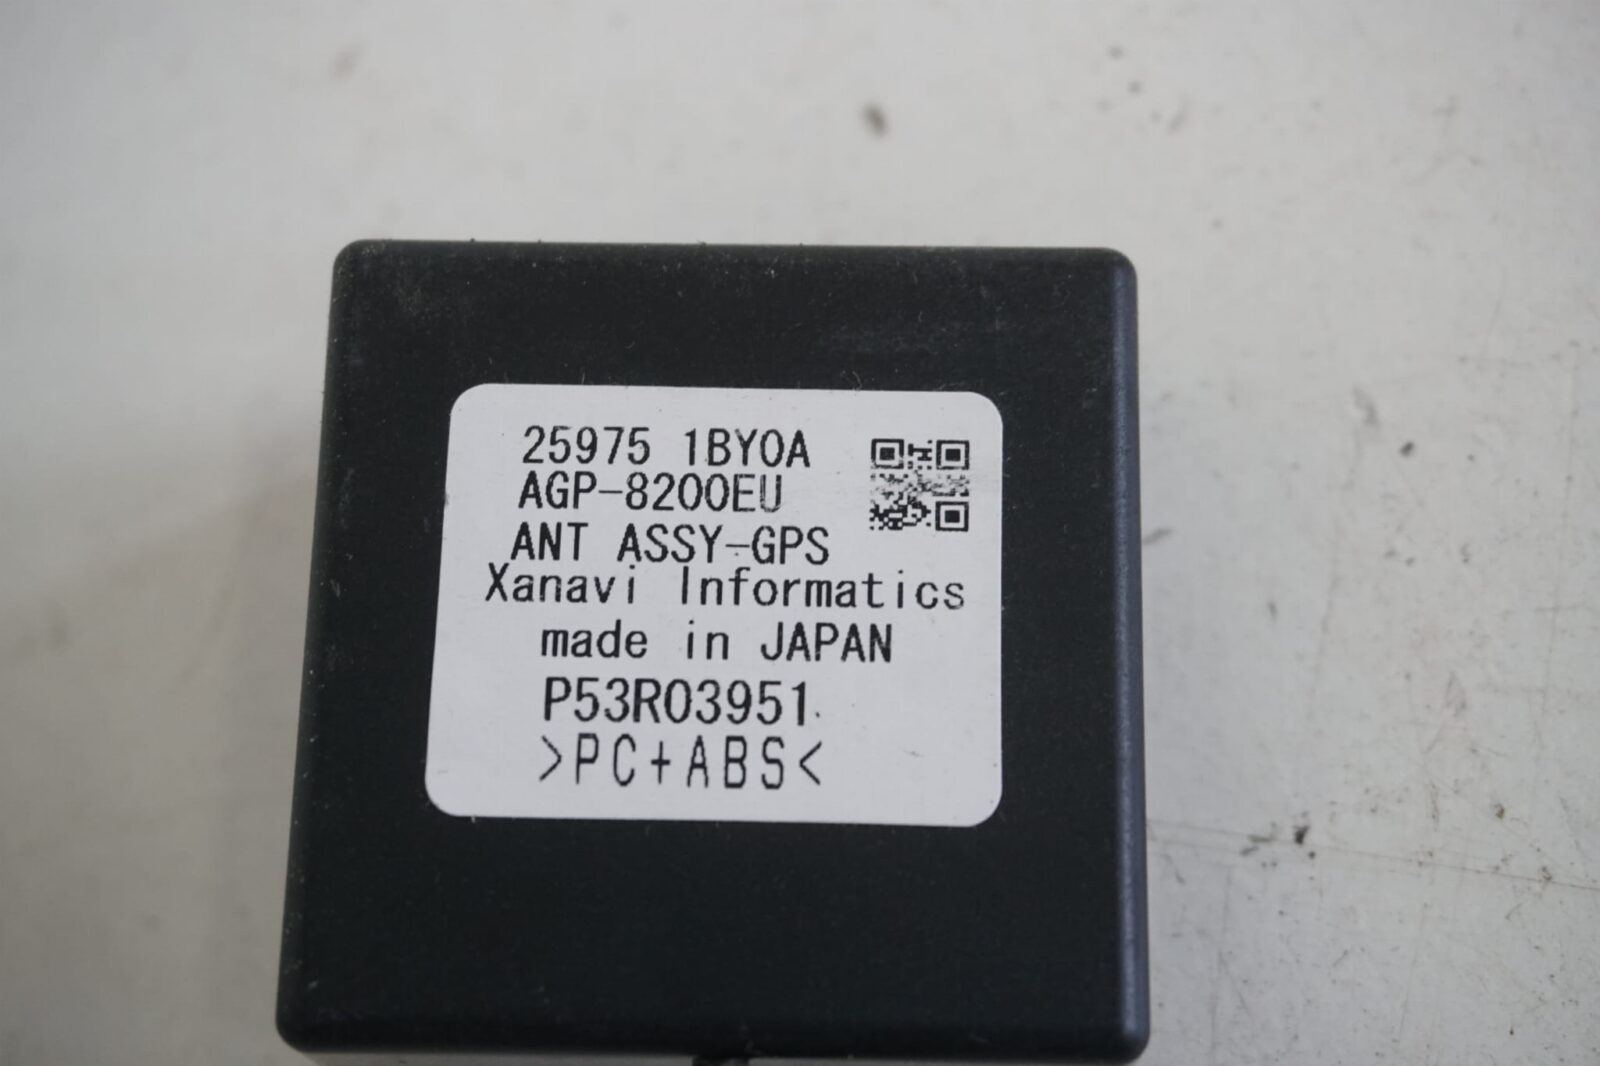 25975 1BY0A
AGP-8200EU
ANT ASSY-GPS
Xanavi Informatics
made in JAPAN
P53R03951
>PC+ABS<